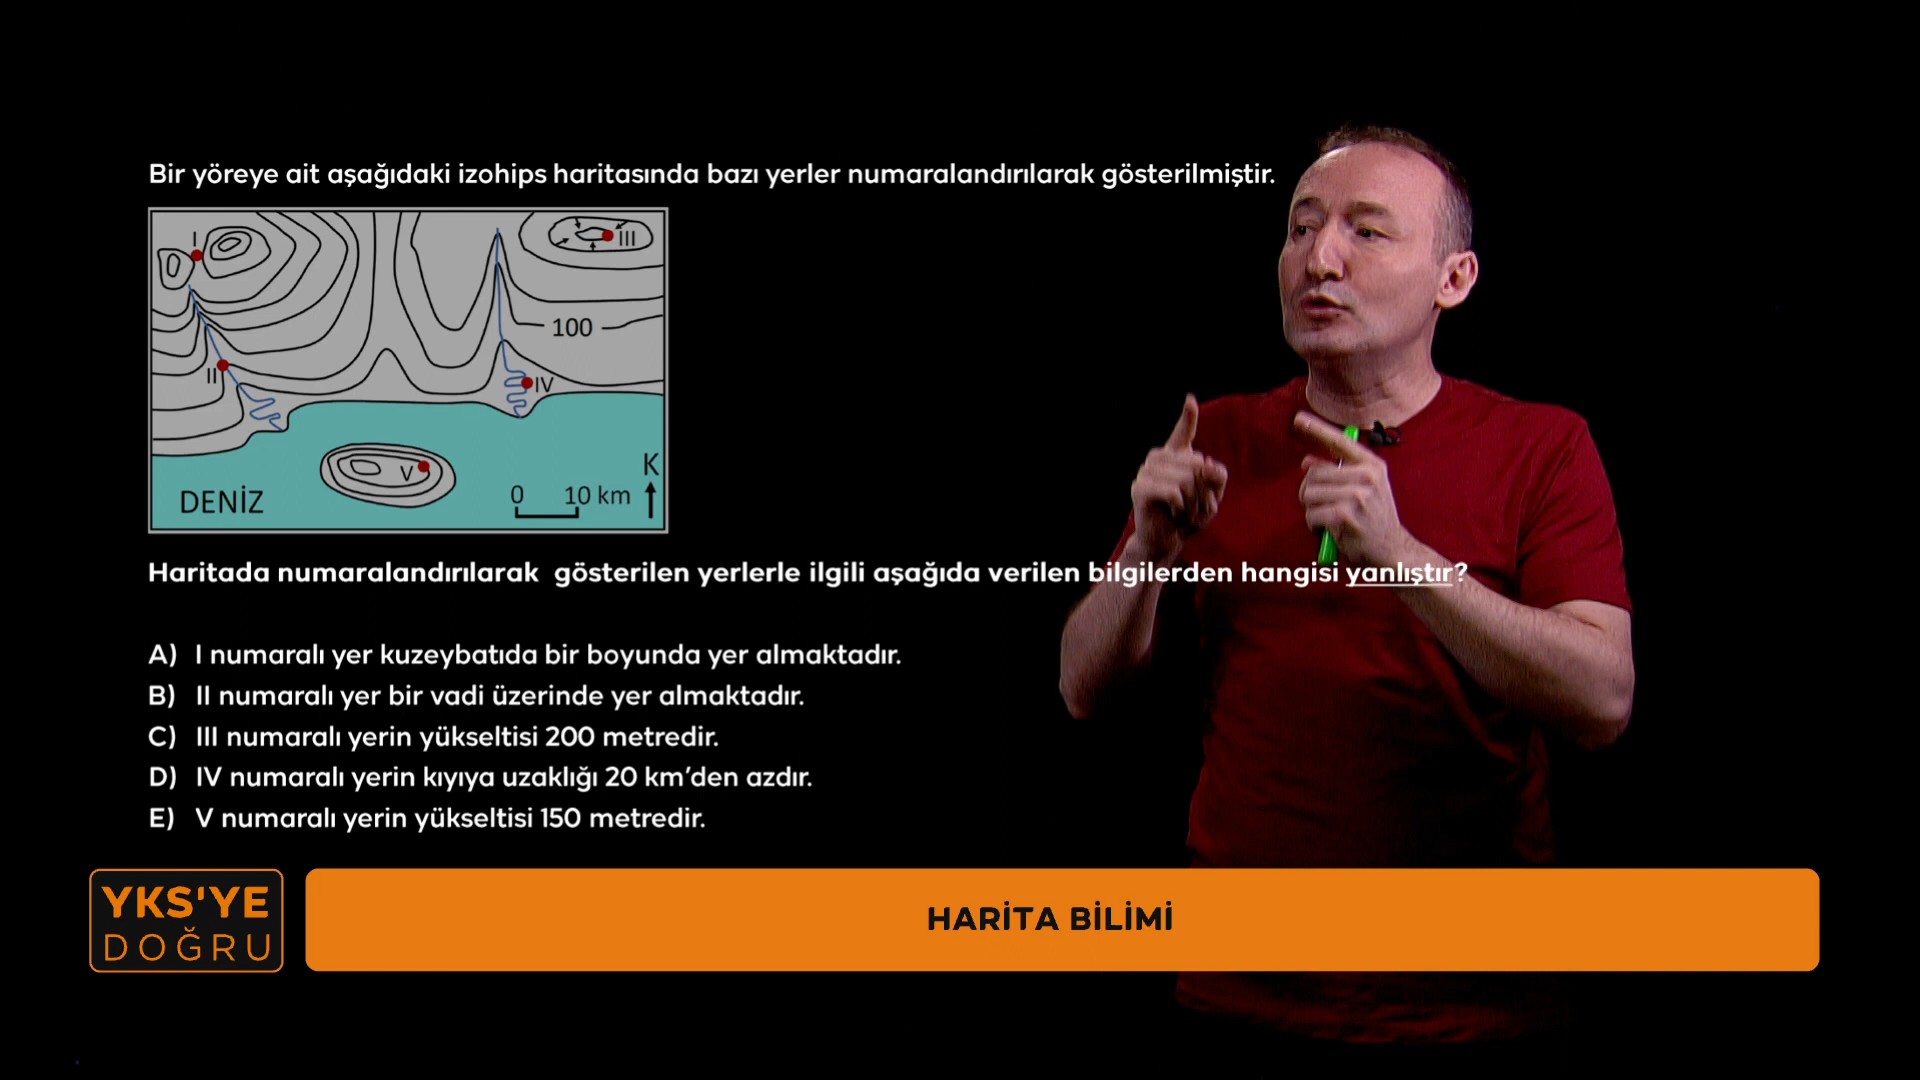 Bir yöreye ait aşağıdaki izohips haritasında bazı yerler numaralandırılarak gösterilmiştir.
I
III
100
II
IV
V
K
0 10 km
DENİZ
Haritada numaralandırılarak gösterilen yerlerle ilgili aşağıda verilen bilgilerden hangisi yanlıştır?
A) I numaralı yer kuzeybatıda bir boyunda yer almaktadır.
B) II numaralı yer bir vadi üzerinde yer almaktadır.
C) III numaralı yerin yükseltisi 200 metredir.
D) IV numaralı yerin kıyıya uzaklığı 20 km'den azdır.
E) V numaralı yerin yükseltisi 150 metredir.
YKS'YE
DOĞRU
HARİTA BİLİMİ